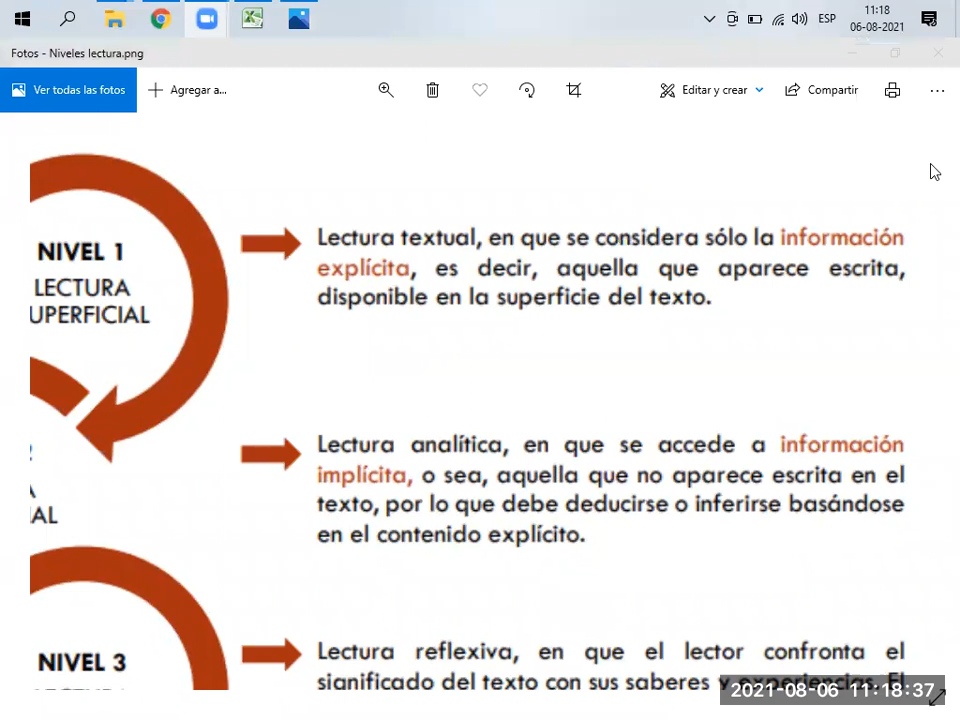 11:18
ESP
06-08-2021
Fotos - Niveles lectura.png
Ver todas las fotos
Agregar a...
Editar y crear
Compartir
NIVEL 1
LECTURA
UPERFICIAL
Lectura textual, en que se considera sólo la información
explícita, es decir, aquella que aparece escrita,
disponible en la superficie del texto.
IAL
Lectura analítica, en que se accede a información
implícita, o sea, aquella que no aparece escrita en el
texto, por lo que debe deducirse o inferirse basándose
en el contenido explícito.
NIVEL 3
Lectura reflexiva, en que el lector confronta el
significado del texto con sus saberes y experiencias. El
2021-08-06 11:18:37